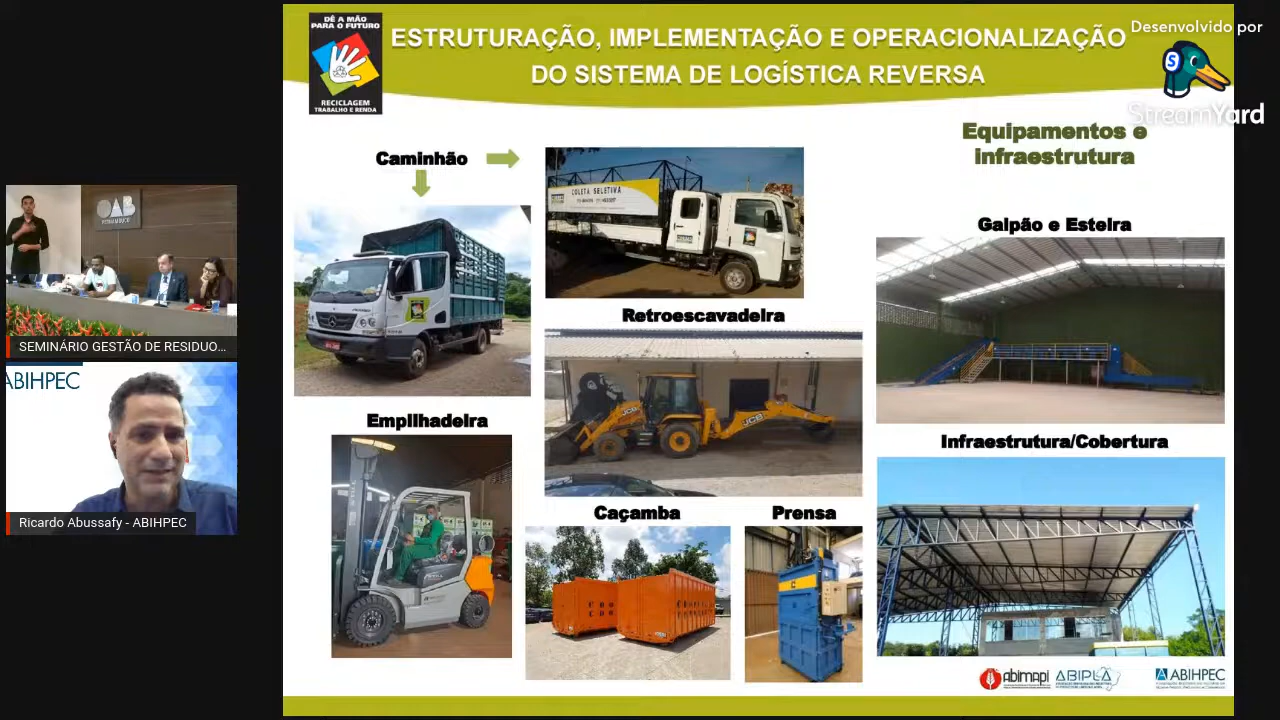 DÊ A MÃO
PARA O FUTURO
RECICLAGEM
TRABALHO E RENDA
ESTRUTURAÇÃO, IMPLEMENTAÇÃO E OPERACIONALIZAÇÃO
DO SISTEMA DE LOGÍSTICA REVERSA
Desenvolvido por
StreamYard
Equipamentos e
infraestrutura
Caminhão
COLETA SELETIVA
Galpão e Esteira
Retroescavadeira
JCB
JCB
Empilhadeira
Infraestrutura/Cobertura
Caçamba
Prensa
OAB
PERNAMBUCO
SEMINÁRIO GESTÃO DE RESIDUO...
ABIHPEC
Ricardo Abussafy - ABIHPEC
abimapi
ABIPLA
ABIHPEC